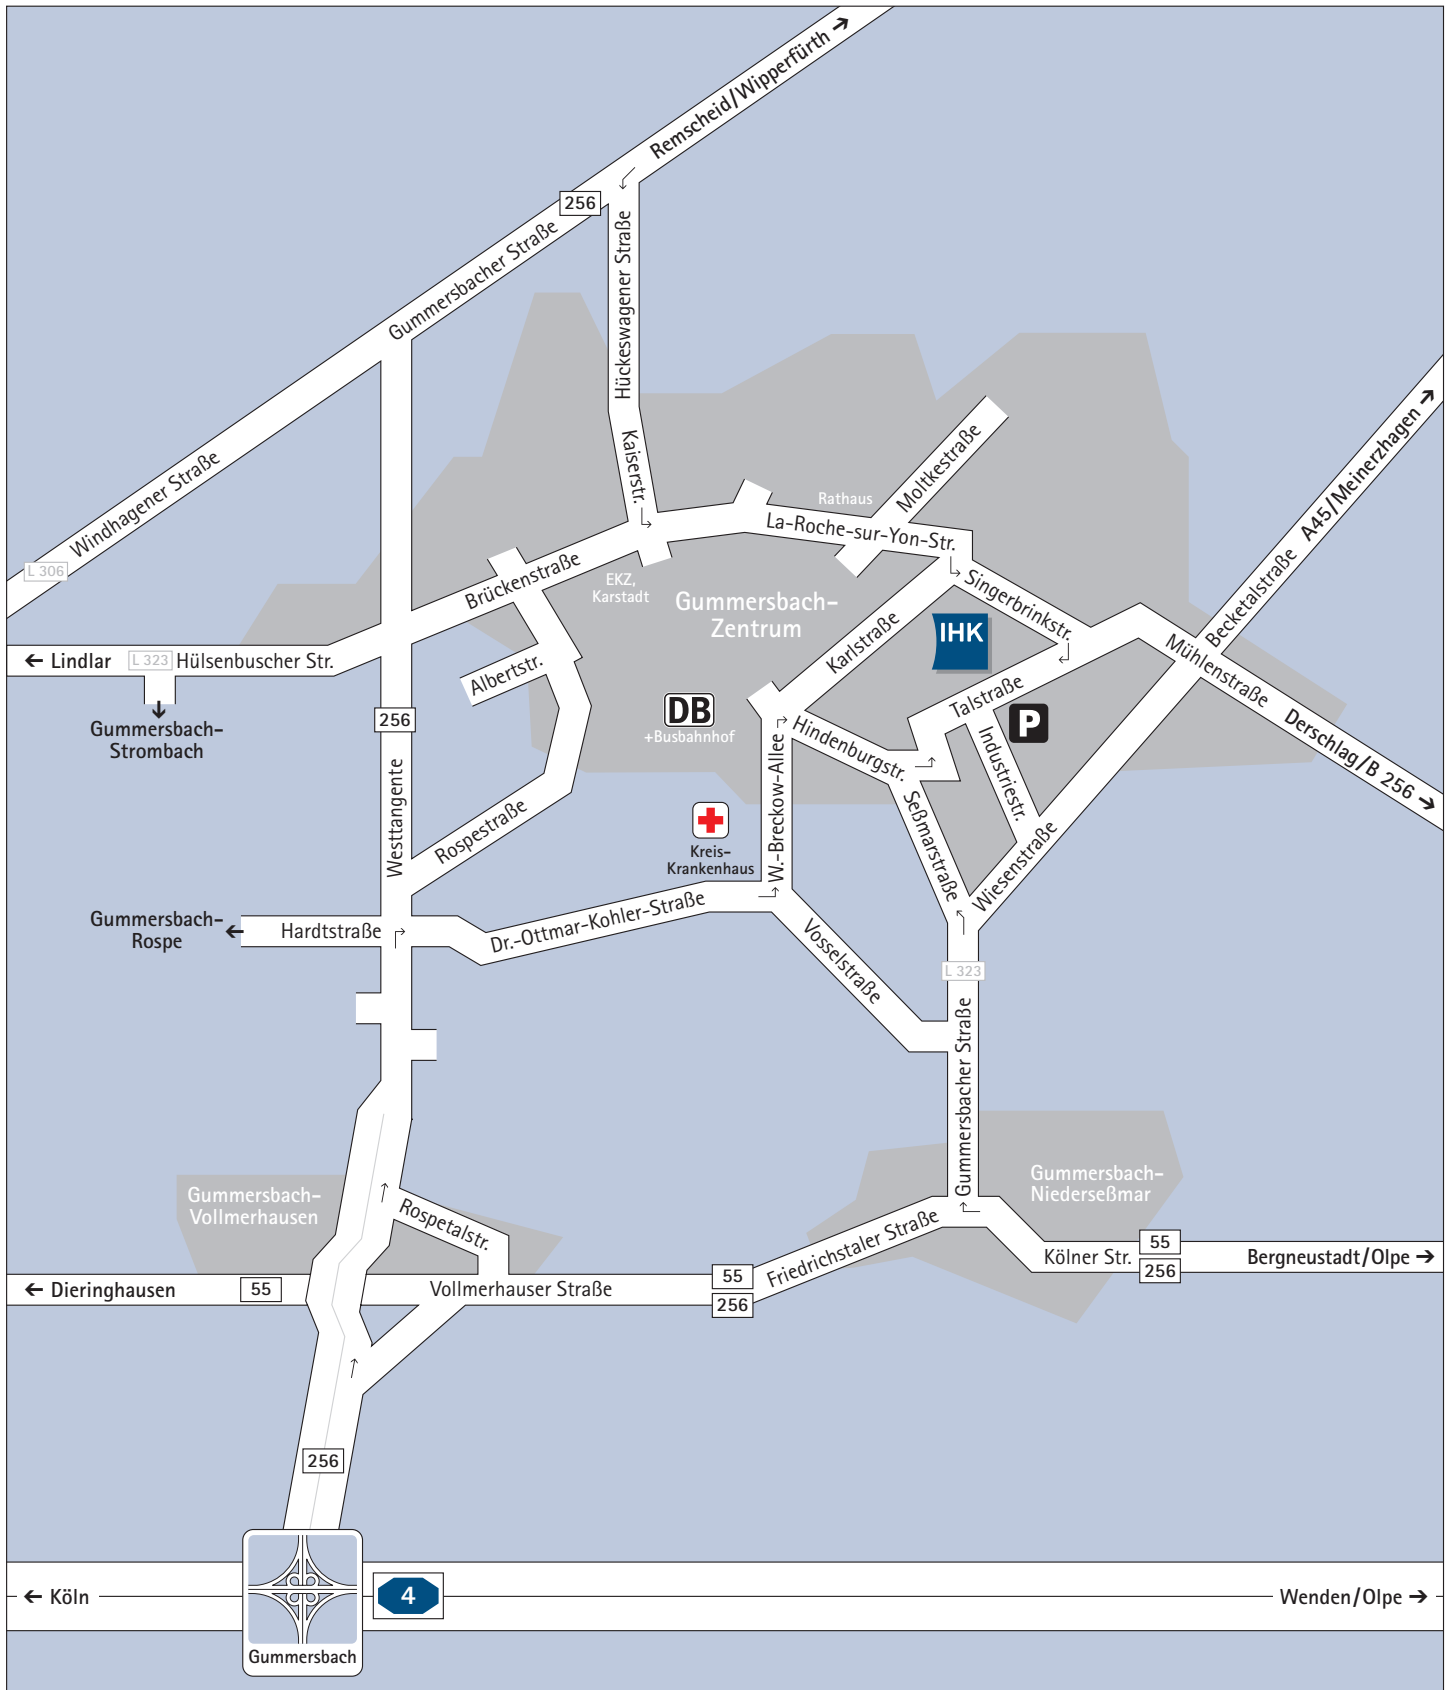 Remscheid/Wipperfürth
256
Gummersbacher Straße
Hückeswagener Straße
Kaiserstr.
Windhagener Straße
L 306
A45/Meinerzhagen
Becketalstraße
Moltkestraße
Rathaus
La-Roche-sur-Yon-Str.
Brückenstraße
EKZ,
Karstadt
Gummersbach-
Zentrum
Singerbrinkstr.
IHK
Karlstraße
Lindlar
L 323
Hülsenbuscher Str.
Albertstr.
Mühlenstraße
Talstraße
Derschlag/B 256
Gummersbach-
Strombach
256
DB
+Busbahnhof
P
Hindenburgstr.
Industriestr.
Westtangente
Rospestraße
Kreis-
Krankenhaus
W.-Breckow-Allee
Seßmarstraße
Wiesenstraße
Gummersbach-
Rospe
Hardtstraße
Dr.-Ottmar-Kohler-Straße
Vosselstraße
L 323
Gummersbacher Straße
Gummersbach-
Vollmerhausen
Rospetalstr.
Gummersbach-
Niederseßmar
Friedrichstaler Straße
Kölner Str.
55
256
Bergneustadt/Olpe
Dieringhausen
55
Vollmerhauser Straße
55
256
256
Köln
4
Wenden/Olpe
Gummersbach